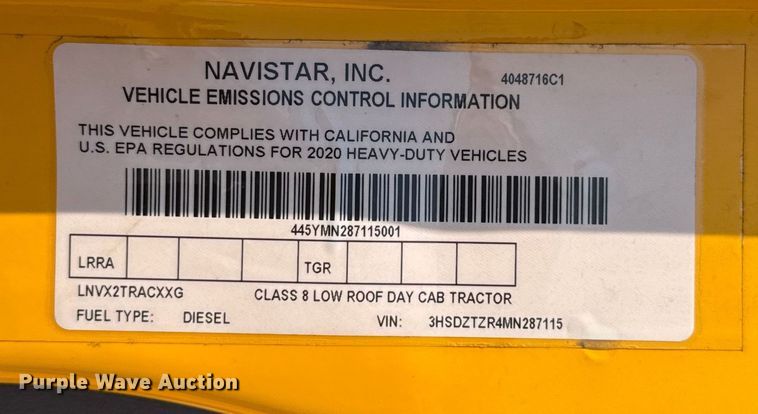 NAVISTAR, INC. 4048716C1
VEHICLE EMISSIONS CONTROL INFORMATION
THIS VEHICLE COMPLIES WITH CALIFORNIA AND
U.S. EPA REGULATIONS FOR 2020 HEAVY-DUTY VEHICLES
445YMN287115001
LRRA TGR
LNVX2TRACXXG CLASS 8 LOW ROOF DAY CAB TRACTOR
FUEL TYPE: DIESEL VIN: 3HSDZTZR4MN287115
Purple Wave Auction